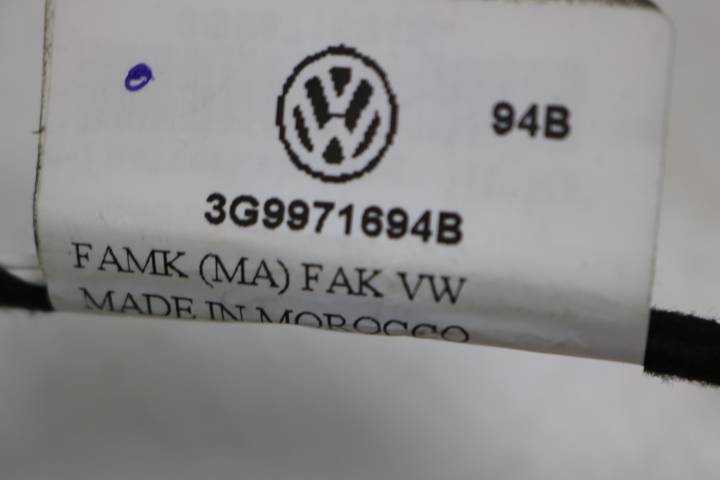 94B
3G9971694B
FAMK (MA) FAK VW
MADE IN MOROCCO